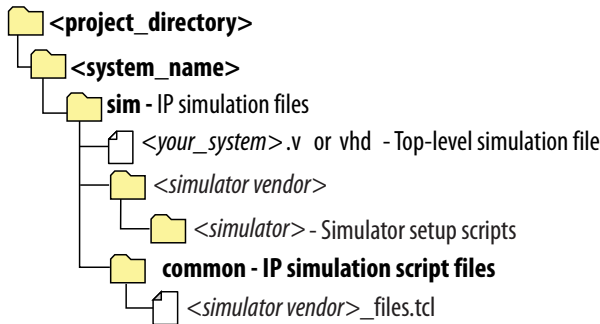 <project_directory>
<system_name>
sim - IP simulation files
<your_system>.v or vhd - Top-level simulation file
<simulator vendor>
<simulator> - Simulator setup scripts
common - IP simulation script files
<simulator vendor>_files.tcl